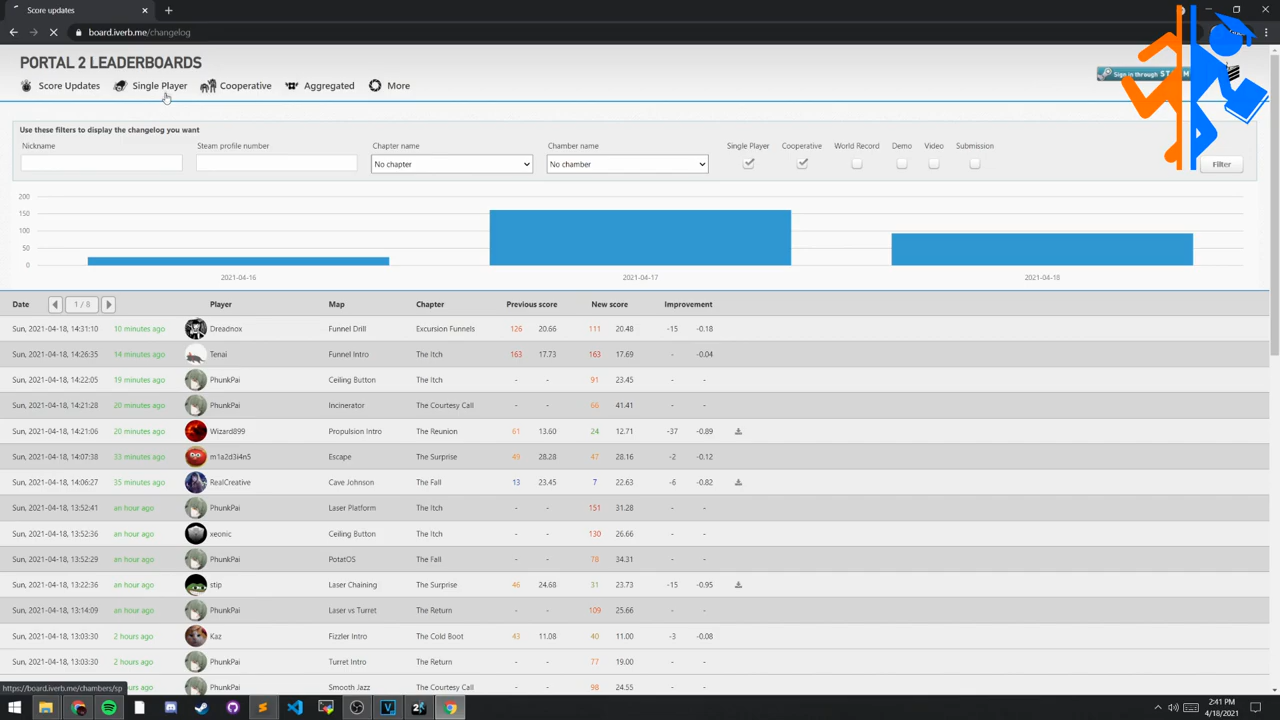 Score updates
board.iverb.me/changelog
PORTAL 2 LEADERBOARDS
Sign in through
Score Updates Single Player Cooperative Aggregated More
Use these filters to display the changelog you want
Nickname Steam profile number Chapter name Chamber name Single Player Cooperative World Record Demo Video Submission
No chapter No chamber Filter
200
150
100
50
0
2021-04-16 2021-04-17 2021-04-18
Date 1 / 8 Player Map Chapter Previous score New score Improvement
Sun, 2021-04-18, 14:31:10 10 minutes ago Dreadnox Funnel Drill Excursion Funnels 126 20.66 111 20.48 -15 -0.18
Sun, 2021-04-18, 14:26:35 14 minutes ago Tenai Funnel Intro The Itch 163 17.73 163 17.69 - -0.04
Sun, 2021-04-18, 14:22:05 19 minutes ago PhunkPai Ceiling Button The Itch - - 91 23.45 - -
Sun, 2021-04-18, 14:21:28 20 minutes ago PhunkPai Incinerator The Courtesy Call - - 66 41.41 - -
Sun, 2021-04-18, 14:21:06 20 minutes ago Wizard899 Propulsion Intro The Reunion 61 13.60 24 12.71 -37 -0.89
Sun, 2021-04-18, 14:07:38 33 minutes ago m1a2d3i4n5 Escape The Surprise 49 28.28 47 28.16 -2 -0.12
Sun, 2021-04-18, 14:06:27 35 minutes ago RealCreative Cave Johnson The Fall 13 23.45 7 22.63 -6 -0.82
Sun, 2021-04-18, 13:52:41 an hour ago PhunkPai Laser Platform The Itch - - 151 31.28 - -
Sun, 2021-04-18, 13:52:36 an hour ago xeonic Ceiling Button The Itch - - 130 26.66 - -
Sun, 2021-04-18, 13:52:29 an hour ago PhunkPai PotatOS The Fall - - 78 34.31 - -
Sun, 2021-04-18, 13:22:36 an hour ago stip Laser Chaining The Surprise 46 24.68 31 23.73 -15 -0.95
Sun, 2021-04-18, 13:14:09 an hour ago PhunkPai Laser vs Turret The Return - - 109 25.66 - -
Sun, 2021-04-18, 13:03:30 2 hours ago Kaz Fizzler Intro The Cold Boot 43 11.08 40 11.00 -3 -0.08
Sun, 2021-04-18, 13:03:30 2 hours ago PhunkPai Turret Intro The Return - - 77 19.00 - -
https://board.iverb.me/chambers/sp ours ago PhunkPai Smooth Jazz The Courtesy Call - - 98 24.55 - -
2:41 PM
4/18/2021